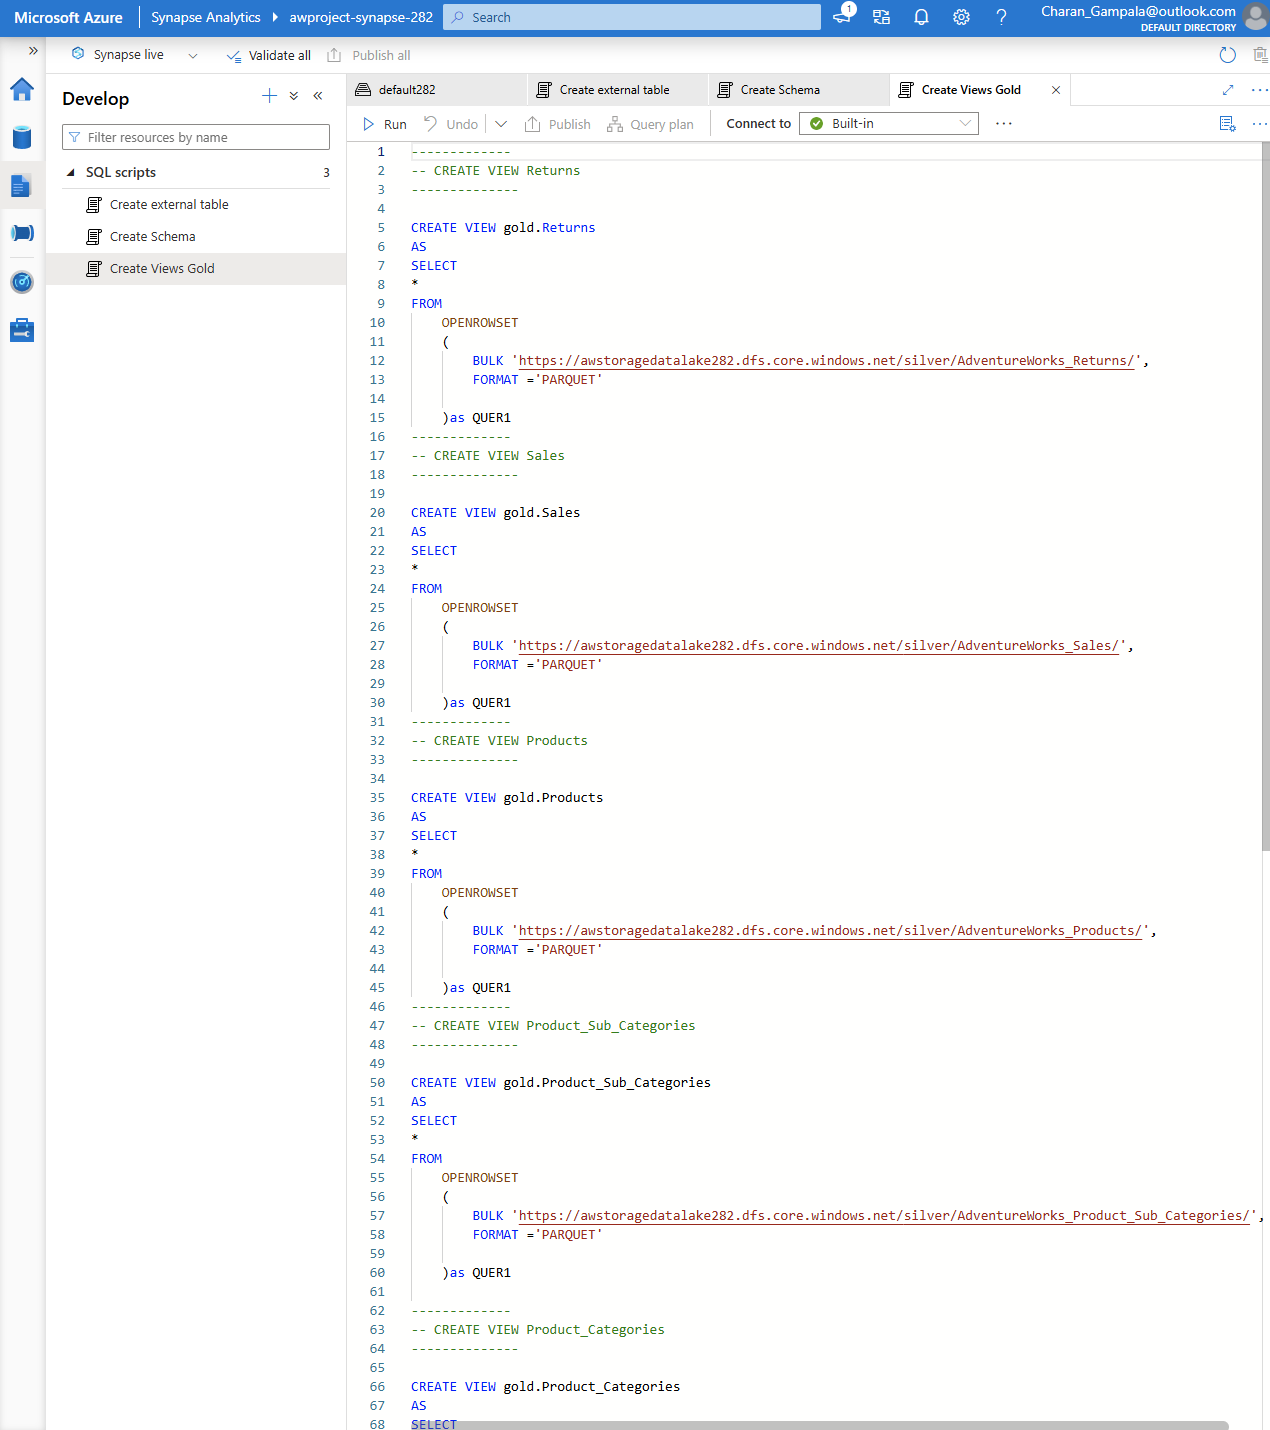 Microsoft Azure
Synapse Analytics
awproject-synapse-282
Search
1
Charan_Gampala@outlook.com
DEFAULT DIRECTORY
Synapse live
Validate all
Publish all
Develop
Filter resources by name
SQL scripts 3
Create external table
Create Schema
Create Views Gold
default282
Create external table
Create Schema
Create Views Gold
Run
Undo
Publish
Query plan
Connect to
Built-in
1 -------------
2 -- CREATE VIEW Returns
3 --------------
4
5 CREATE VIEW gold.Returns
6 AS
7 SELECT
8 *
9 FROM
10 OPENROWSET
11 (
12 BULK 'https://awstoragedatalake282.dfs.core.windows.net/silver/AdventureWorks_Returns/',
13 FORMAT ='PARQUET'
14
15 )as QUER1
16 -------------
17 -- CREATE VIEW Sales
18 --------------
19
20 CREATE VIEW gold.Sales
21 AS
22 SELECT
23 *
24 FROM
25 OPENROWSET
26 (
27 BULK 'https://awstoragedatalake282.dfs.core.windows.net/silver/AdventureWorks_Sales/',
28 FORMAT ='PARQUET'
29
30 )as QUER1
31 -------------
32 -- CREATE VIEW Products
33 --------------
34
35 CREATE VIEW gold.Products
36 AS
37 SELECT
38 *
39 FROM
40 OPENROWSET
41 (
42 BULK 'https://awstoragedatalake282.dfs.core.windows.net/silver/AdventureWorks_Products/',
43 FORMAT ='PARQUET'
44
45 )as QUER1
46 -------------
47 -- CREATE VIEW Product_Sub_Categories
48 --------------
49
50 CREATE VIEW gold.Product_Sub_Categories
51 AS
52 SELECT
53 *
54 FROM
55 OPENROWSET
56 (
57 BULK 'https://awstoragedatalake282.dfs.core.windows.net/silver/AdventureWorks_Product_Sub_Categories/',
58 FORMAT ='PARQUET'
59
60 )as QUER1
61
62 -------------
63 -- CREATE VIEW Product_Categories
64 --------------
65
66 CREATE VIEW gold.Product_Categories
67 AS
68 SELECT